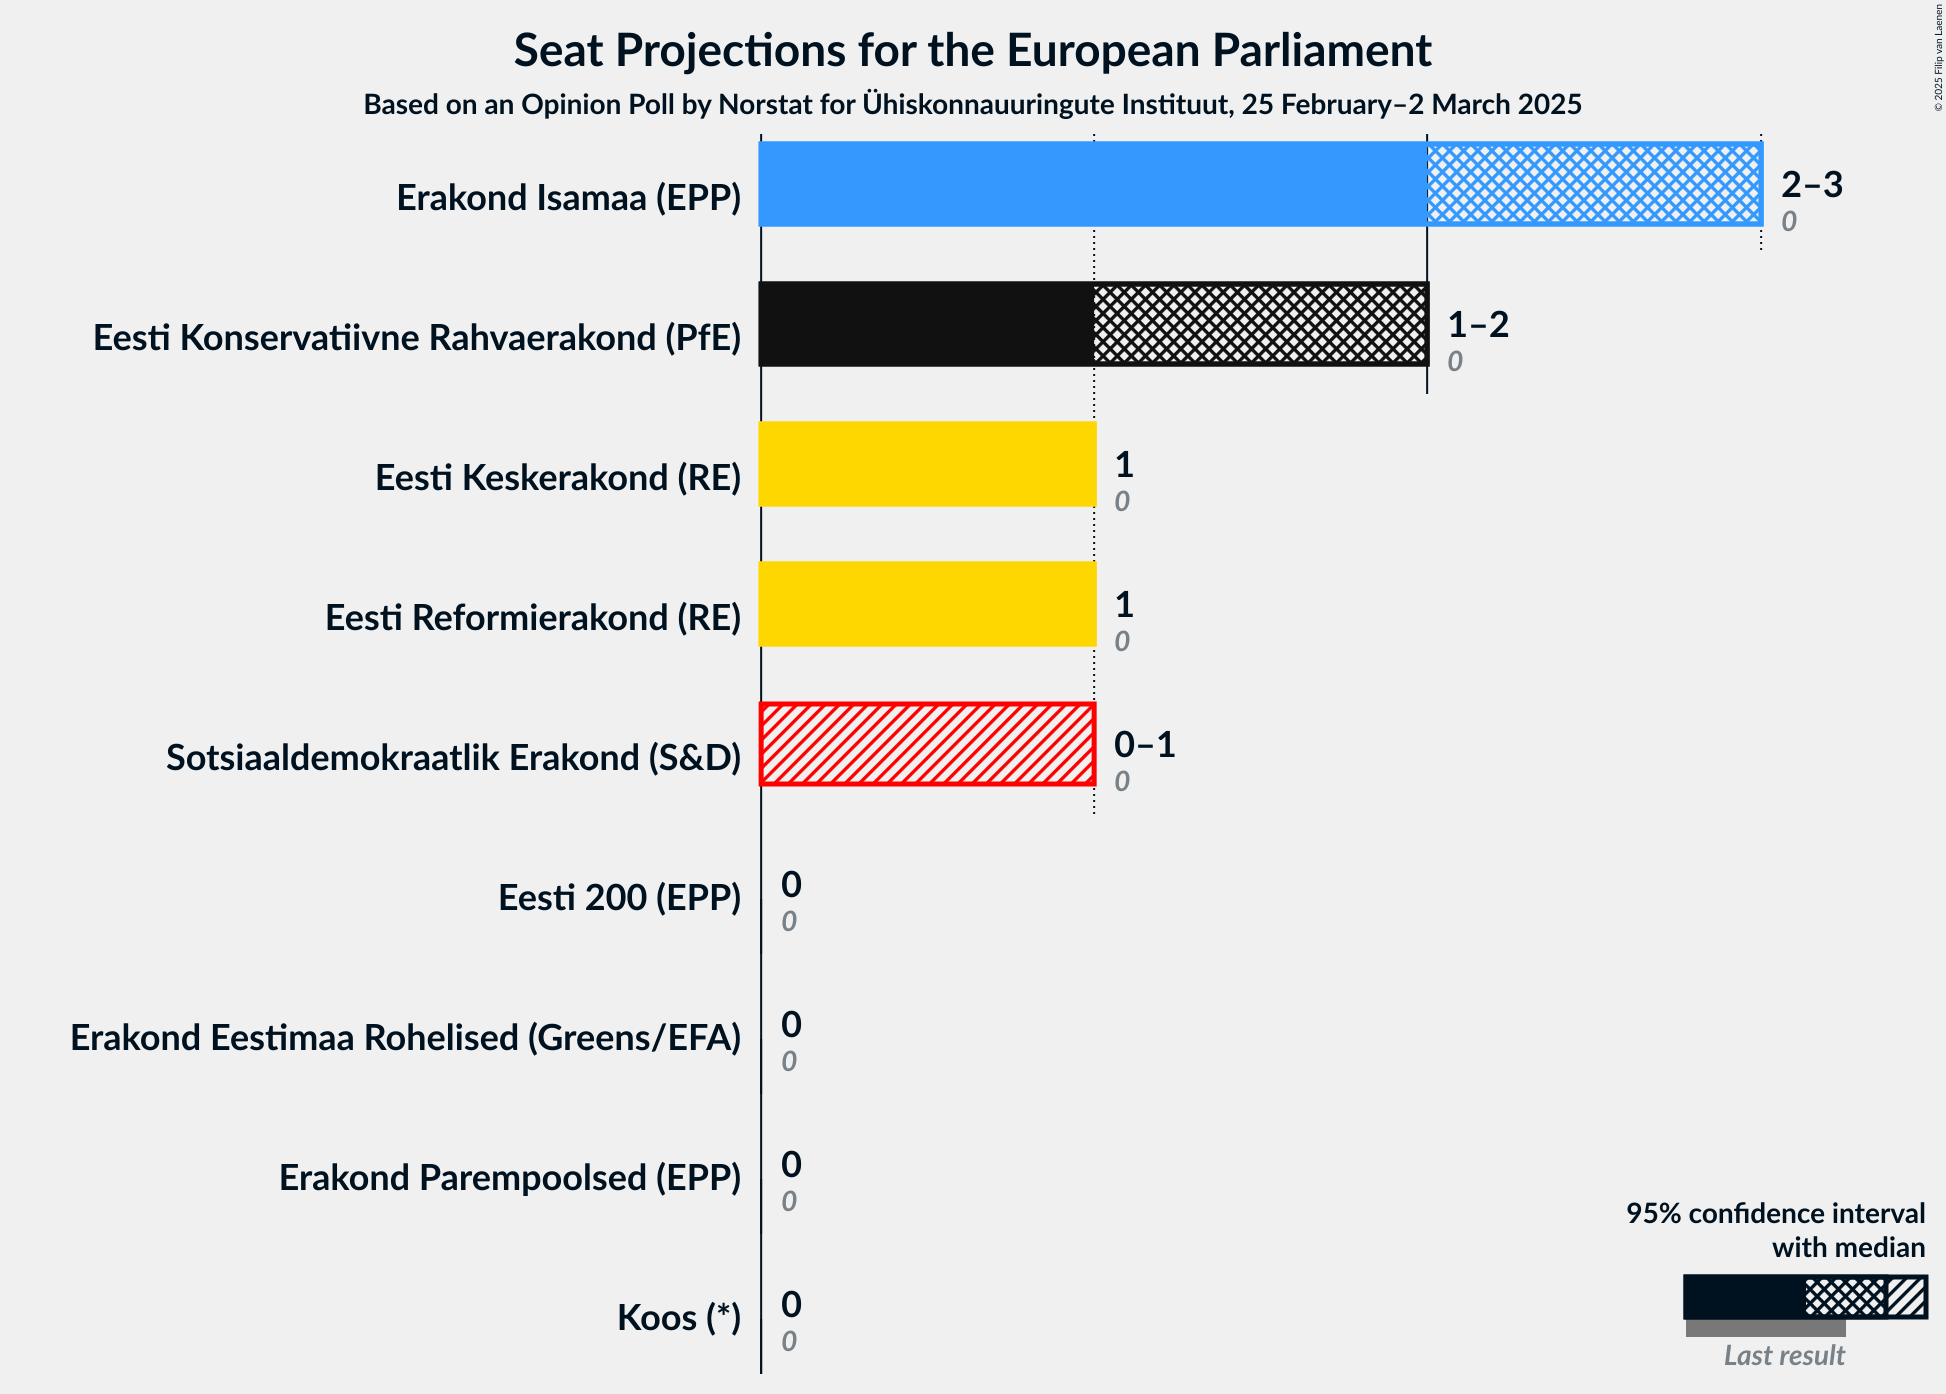 Seat Projections for the European Parliament
Based on an Opinion Poll by Norstat for Ühiskonnauuringute Instituut, 25 February–2 March 2025
© 2025 Filip van Laenen
Erakond Isamaa (EPP)
2–3
0
Eesti Konservatiivne Rahvaerakond (PfE)
1–2
0
Eesti Keskerakond (RE)
1
0
Eesti Reformierakond (RE)
1
0
Sotsiaaldemokraatlik Erakond (S&D)
0–1
0
Eesti 200 (EPP)
0
0
Erakond Eestimaa Rohelised (Greens/EFA)
0
0
Erakond Parempoolsed (EPP)
0
0
Koos (*)
0
0
95% confidence interval
with median
Last result